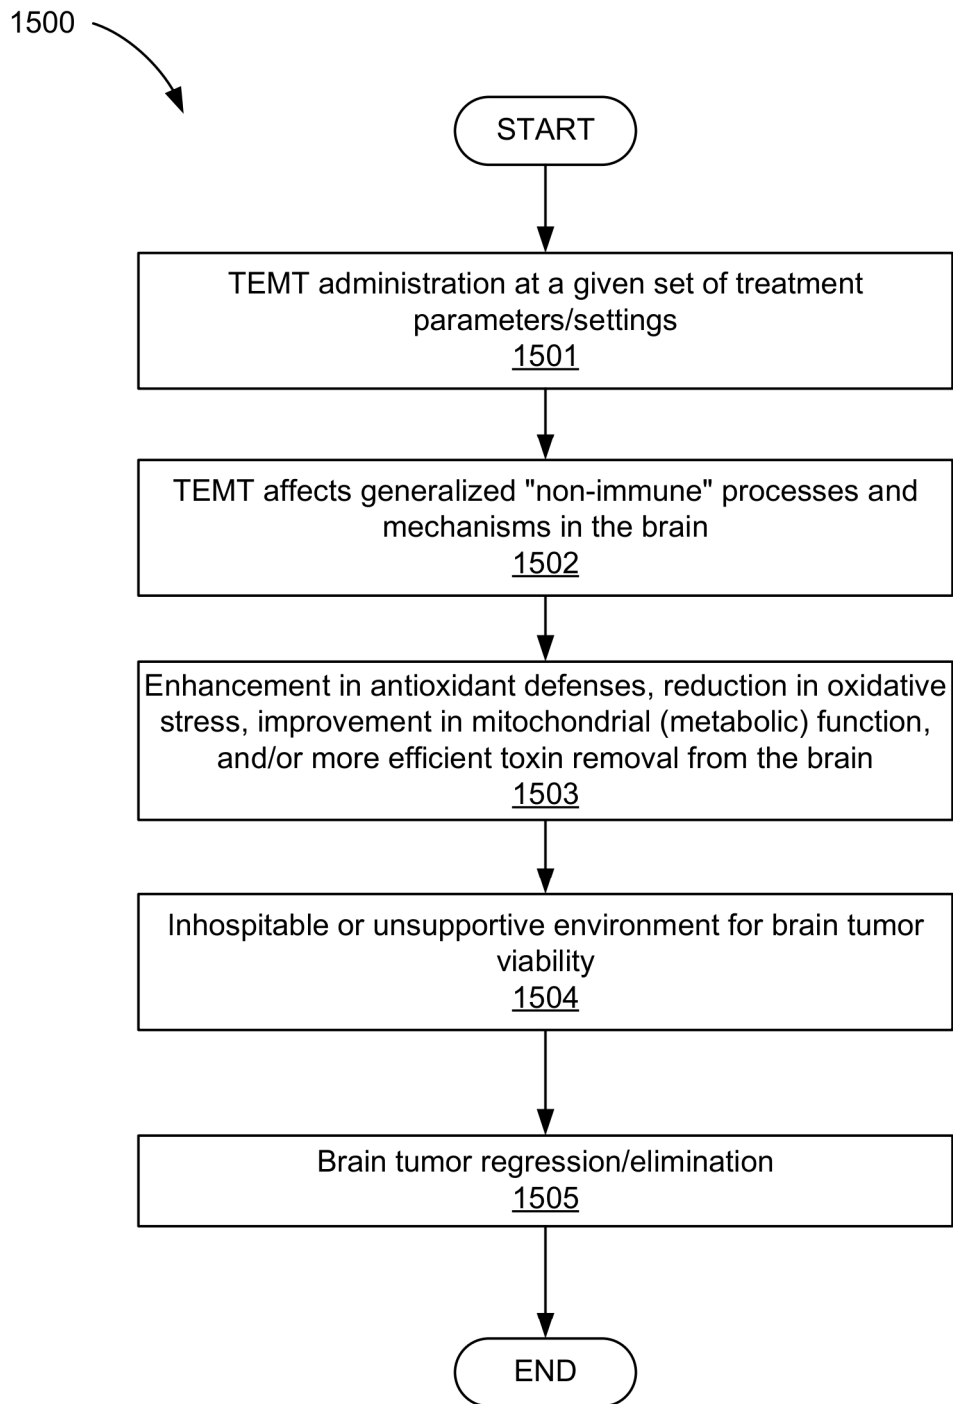 1500
START
TEMT administration at a given set of treatment
parameters/settings
1501
TEMT affects generalized "non-immune" processes and
mechanisms in the brain
1502
Enhancement in antioxidant defenses, reduction in oxidative
stress, improvement in mitochondrial (metabolic) function,
and/or more efficient toxin removal from the brain
1503
Inhospitable or unsupportive environment for brain tumor
viability
1504
Brain tumor regression/elimination
1505
END